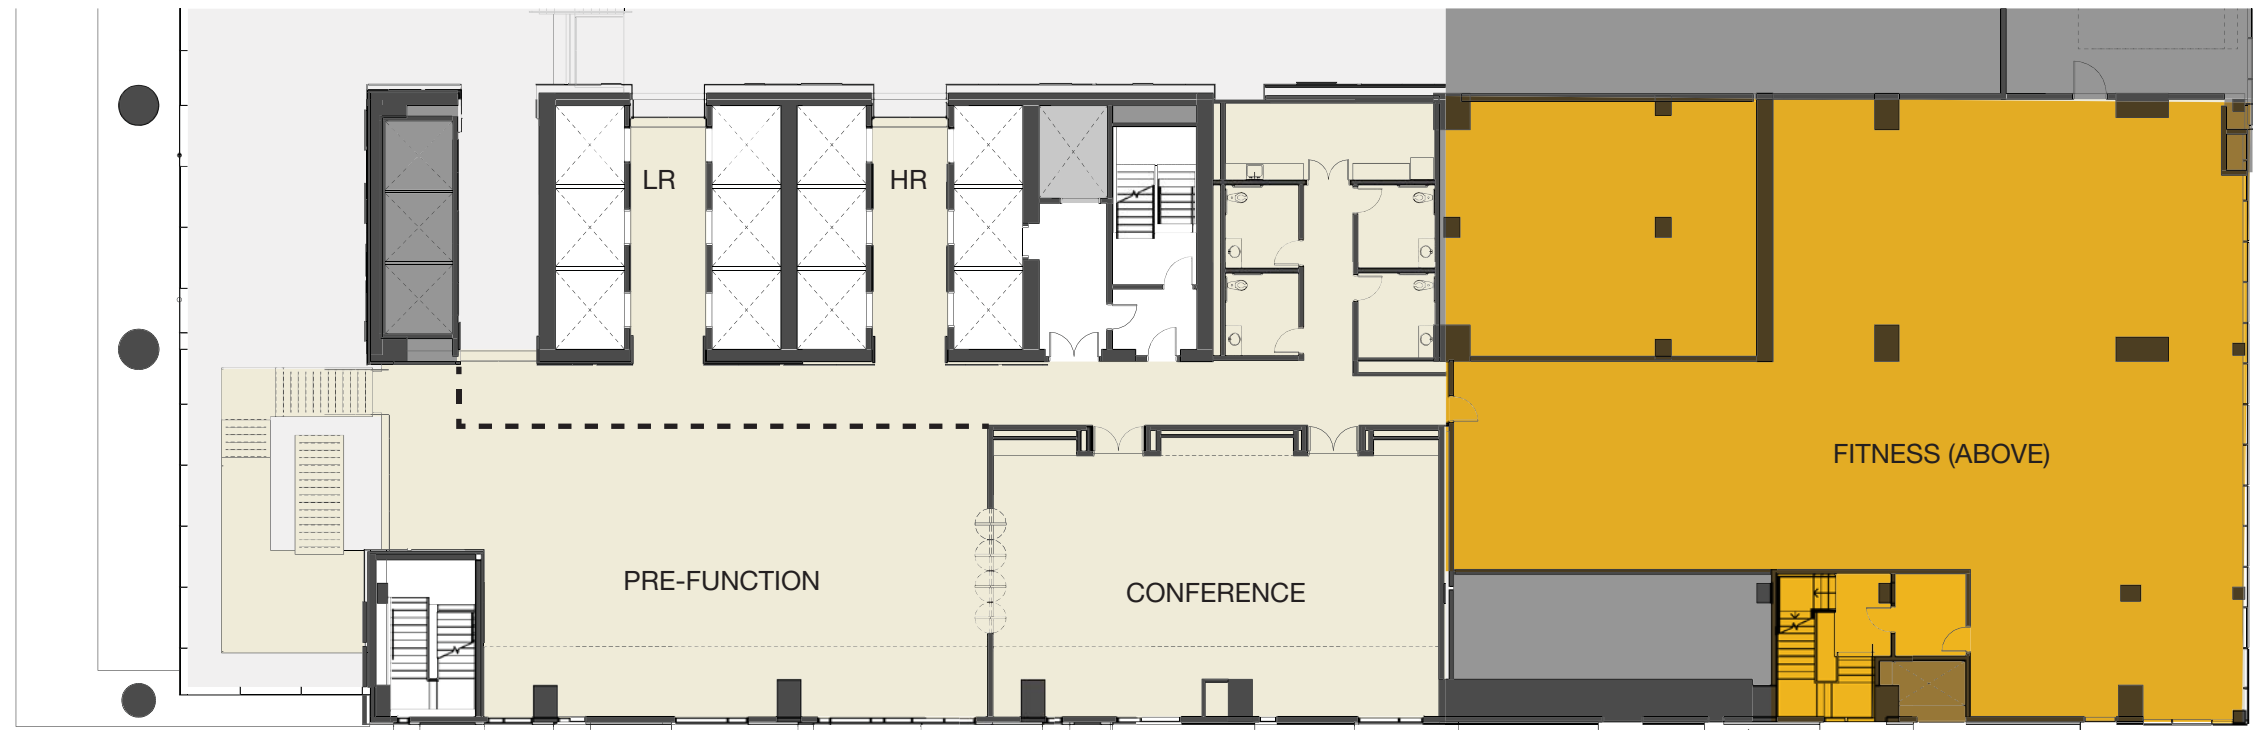 LR
HR
FITNESS (ABOVE)
PRE-FUNCTION
CONFERENCE